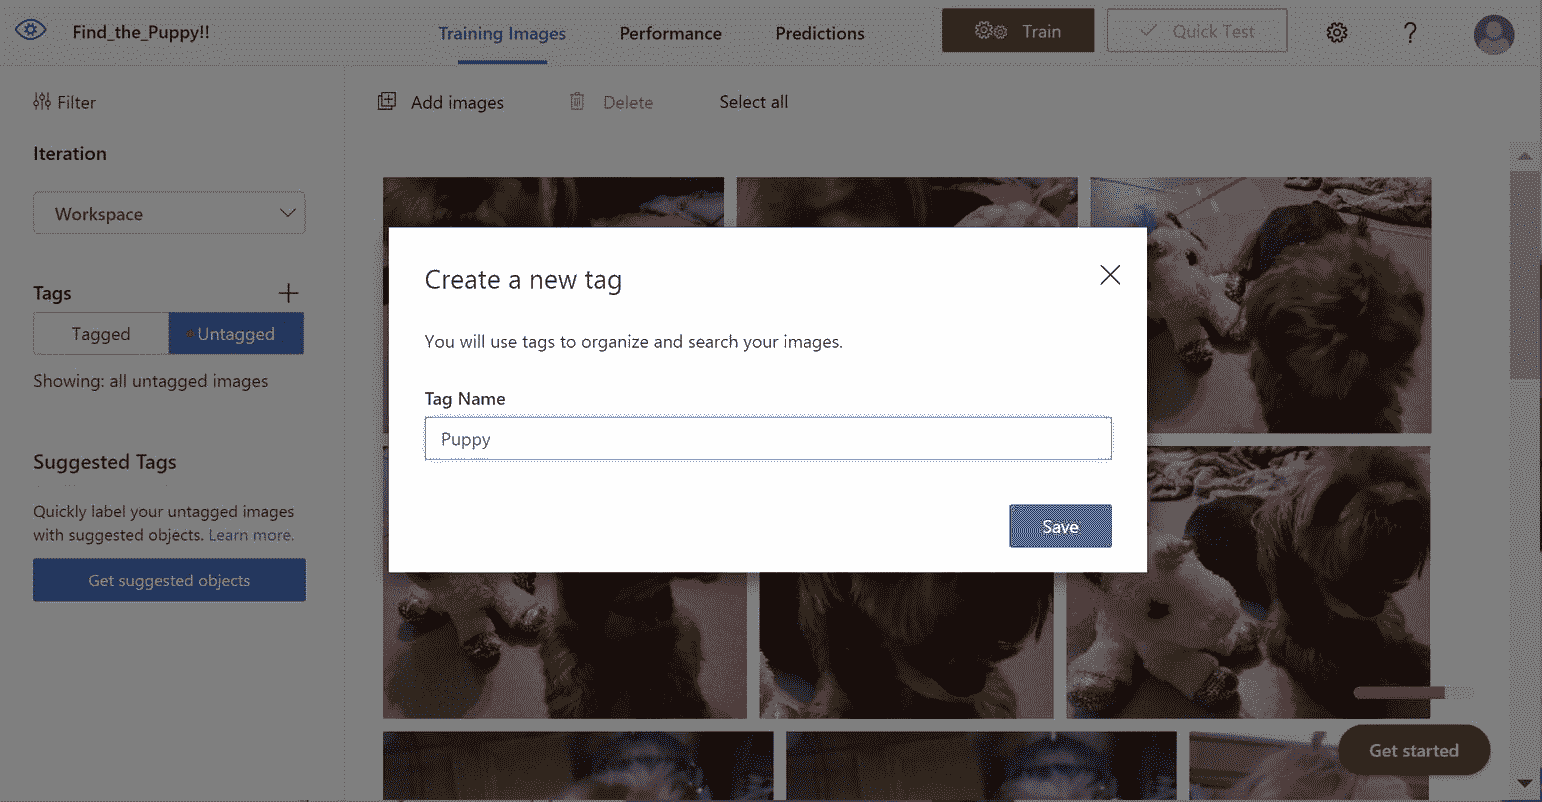 Find_the_Puppy!!
Training Images
Performance
Predictions
Train
Quick Test
?
Filter
Add images
Delete
Select all
Iteration
Workspace
Tags
Tagged
Untagged
Showing: all untagged images
Suggested Tags
Quickly label your untagged images
with suggested objects. Learn more.
Get suggested objects
Create a new tag
You will use tags to organize and search your images.
Tag Name
Puppy
Save
Get started